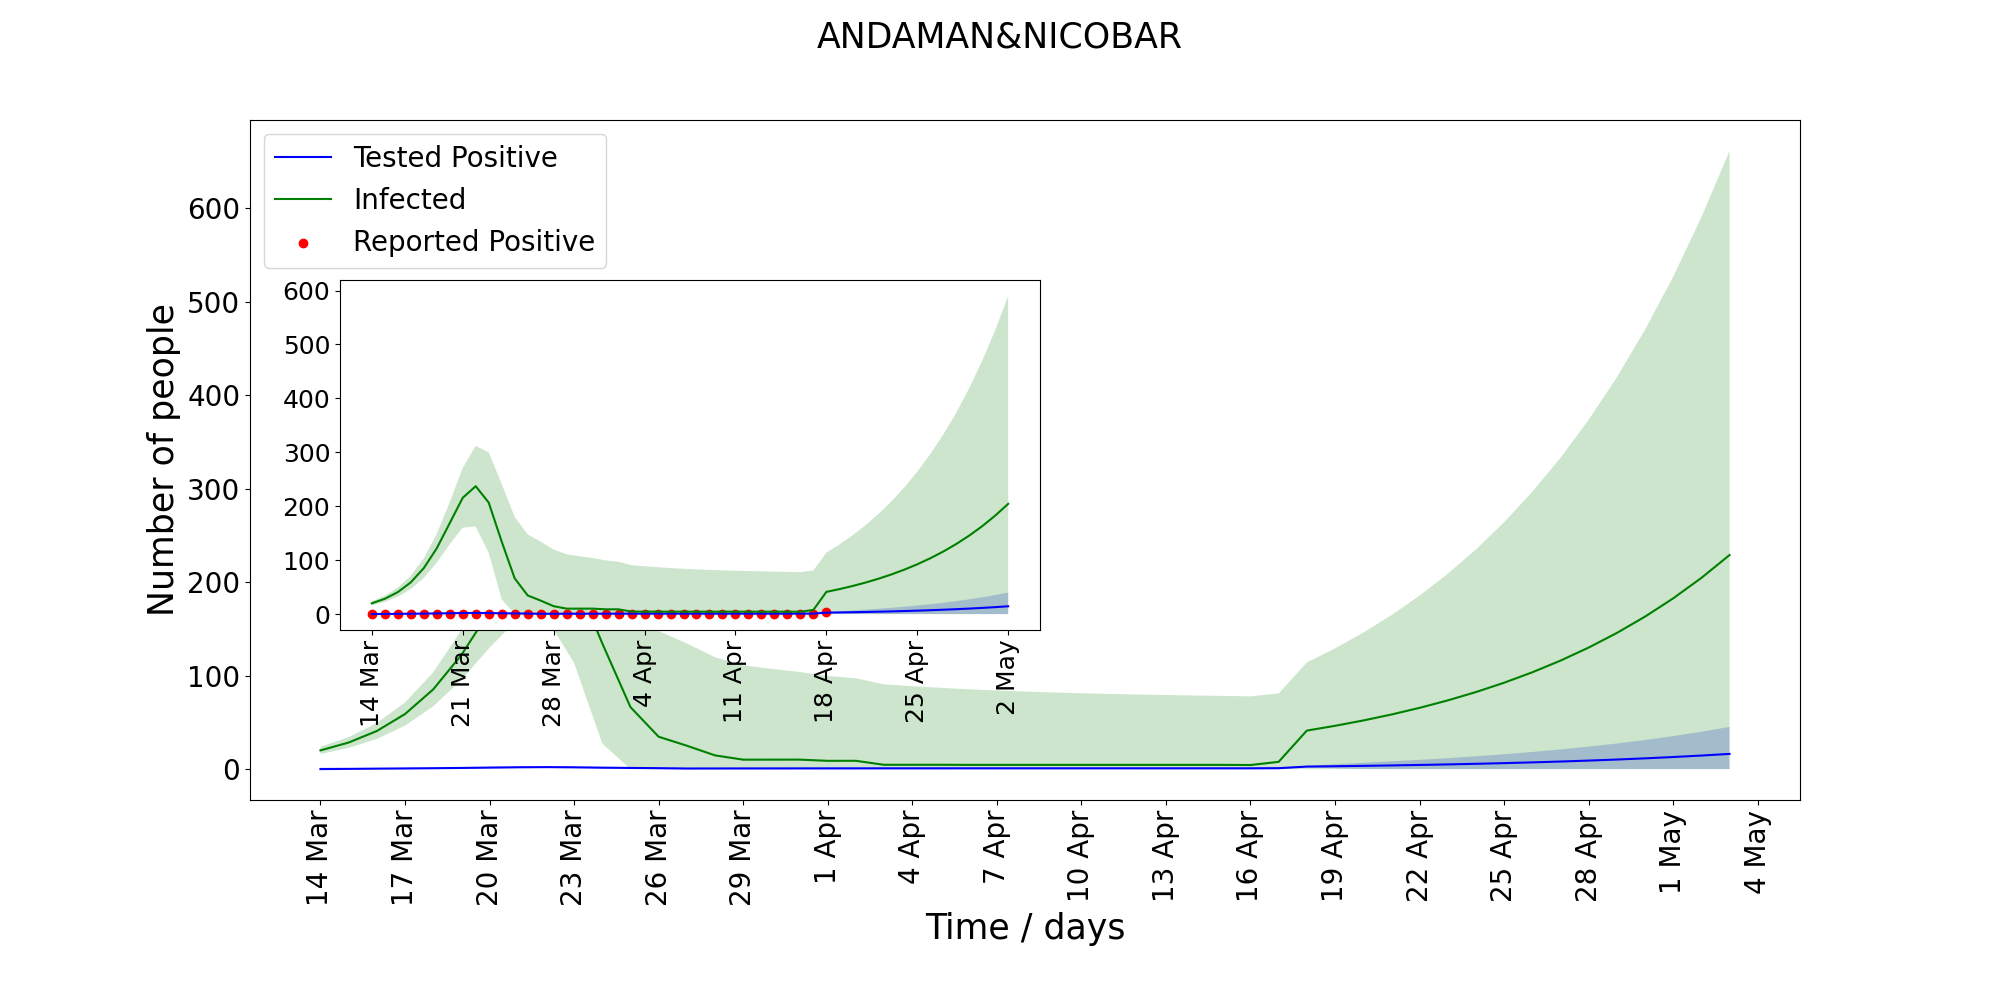 ANDAMAN&NICOBAR
Tested Positive
Infected
Reported Positive
Number of people
600
500
400
300
200
100
0
600
500
400
300
200
100
0
14 Mar
21 Mar
28 Mar
4 Apr
11 Apr
18 Apr
25 Apr
2 May
14 Mar
17 Mar
20 Mar
23 Mar
26 Mar
29 Mar
1 Apr
4 Apr
7 Apr
10 Apr
13 Apr
16 Apr
19 Apr
22 Apr
25 Apr
28 Apr
1 May
4 May
Time / days